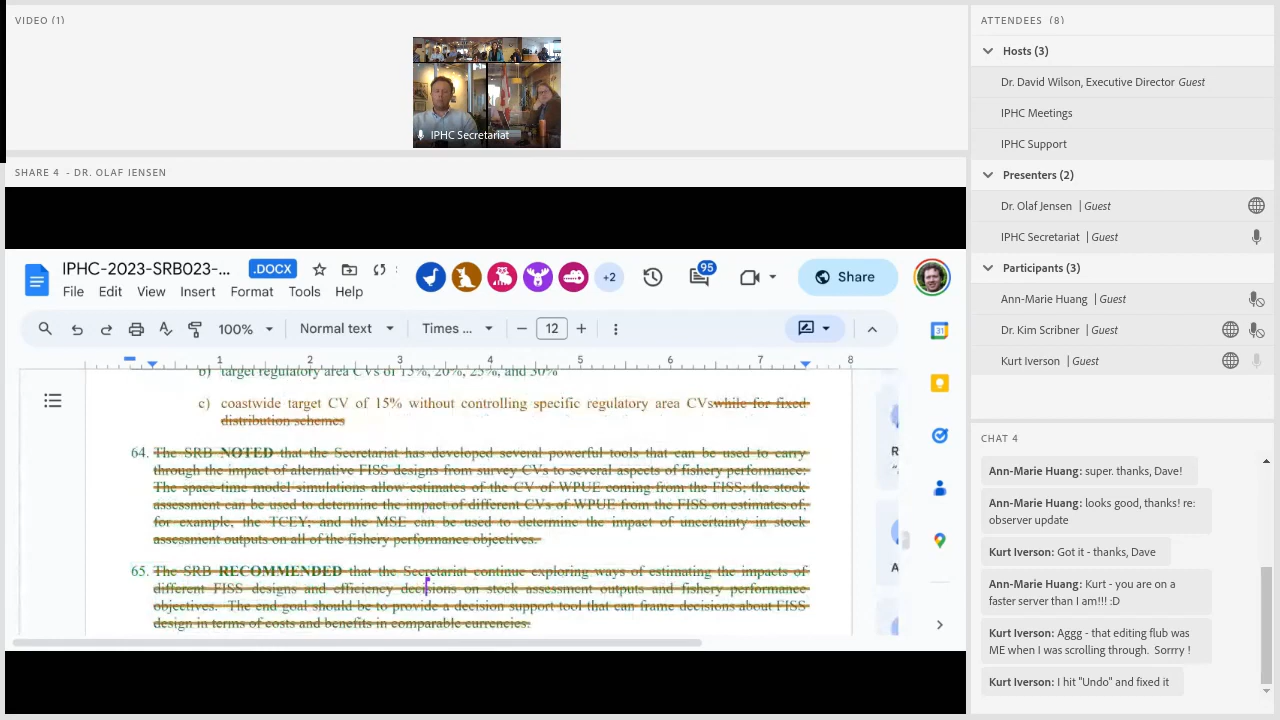 VIDEO (1)
IPHC Secretariat
SHARE 4 - DR. OLAF JENSEN
IPHC-2023-SRB023-...
.DOCX
+2
95
Share
File Edit View Insert Format Tools Help
100%
Normal text
Times ...
12
1 2 3 4 5 6 7 8
b) target regulatory area CVs of 15%, 20%, 25%, and 30%
c) coastwide target CV of 15% without controlling specific regulatory area CVswhile for fixed
distribution schemes
64. The SRB NOTED that the Secretariat has developed several powerful tools that can be used to carry
through the impact of alternative FISS designs from survey CVs to several aspects of fishery performance.
The space-time model simulations allow estimates of the CV of WPUE coming from the FISS; the stock
assessment can be used to determine the impact of different CVs of WPUE from the FISS on estimates of,
for example, the TCEY; and the MSE can be used to determine the impact of uncertainty in stock
assessment outputs on all of the fishery performance objectives.
65. The SRB RECOMMENDED that the Secretariat continue exploring ways of estimating the impacts of
different FISS designs and efficiency decisions on stock assessment outputs and fishery performance
objectives. The end goal should be to provide a decision support tool that can frame decisions about FISS
design in terms of costs and benefits in comparable currencies.
R
A
31
ATTENDEES (8)
Hosts (3)
Dr. David Wilson, Executive Director Guest
IPHC Meetings
IPHC Support
Presenters (2)
Dr. Olaf Jensen | Guest
IPHC Secretariat | Guest
Participants (3)
Ann-Marie Huang | Guest
Dr. Kim Scribner | Guest
Kurt Iverson | Guest
CHAT 4
Ann-Marie Huang: super. thanks, Dave!
Ann-Marie Huang: looks good, thanks! re:
observer update
Kurt Iverson: Got it - thanks, Dave
Ann-Marie Huang: Kurt - you are on a
faster server than I am!!! :D
Kurt Iverson: Aggg - that editing flub was
ME when I was scrolling through. Sorrry !
Kurt Iverson: I hit "Undo" and fixed it